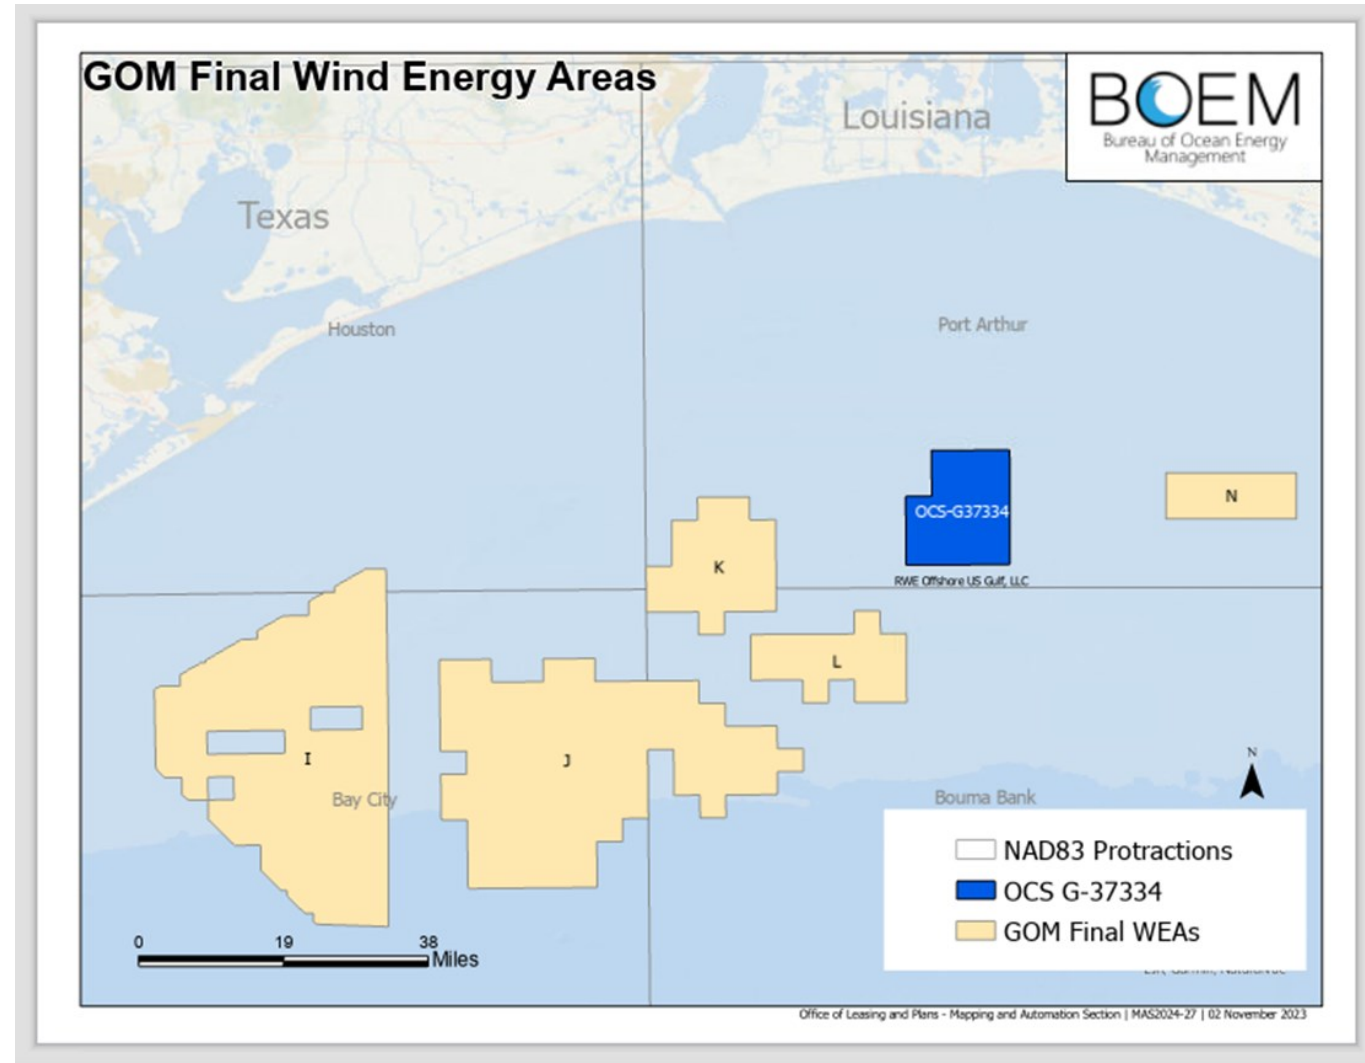 GOM Final Wind Energy Areas
BOEM
Bureau of Ocean Energy
Management
Louisiana
Texas
Houston
Port Arthur
N
OCS-G37334
K
RWE Offshore US Gulf, LLC
L
I
J
N
Bay City
Bouma Bank
NAD83 Protractions
OCS G-37334
GOM Final WEAs
0 19 38
Miles
Office of Leasing and Plans - Mapping and Automation Section | MAS2024-27 | 02 November 2023